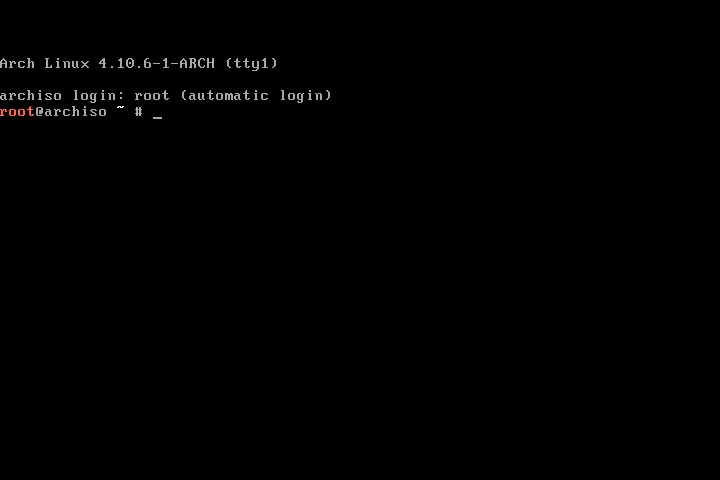 Arch Linux 4.10.6-1-ARCH (tty1)
archiso login: root (automatic login)
root@archiso ~ # _